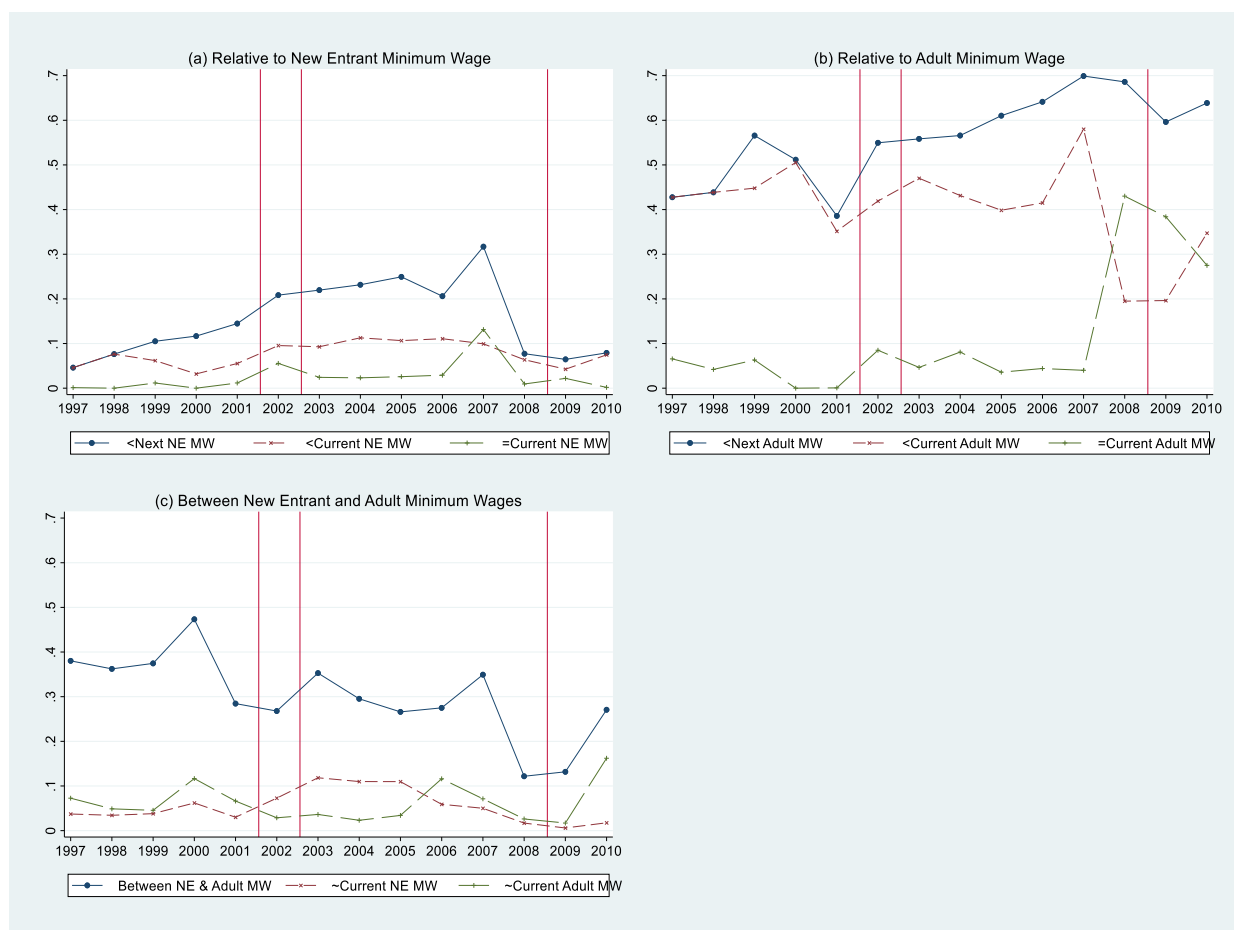 (a) Relative to New Entrant Minimum Wage
.7
.6
.5
.4
.3
.2
.1
0
1997 1998 1999 2000 2001 2002 2003 2004 2005 2006 2007 2008 2009 2010
<Next NE MW <Current NE MW =Current NE MW
(b) Relative to Adult Minimum Wage
.7
.6
.5
.4
.3
.2
.1
0
1997 1998 1999 2000 2001 2002 2003 2004 2005 2006 2007 2008 2009 2010
<Next Adult MW <Current Adult MW =Current Adult MW
(c) Between New Entrant and Adult Minimum Wages
.7
.6
.5
.4
.3
.2
.1
0
1997 1998 1999 2000 2001 2002 2003 2004 2005 2006 2007 2008 2009 2010
Between NE & Adult MW ~Current NE MW ~Current Adult MW